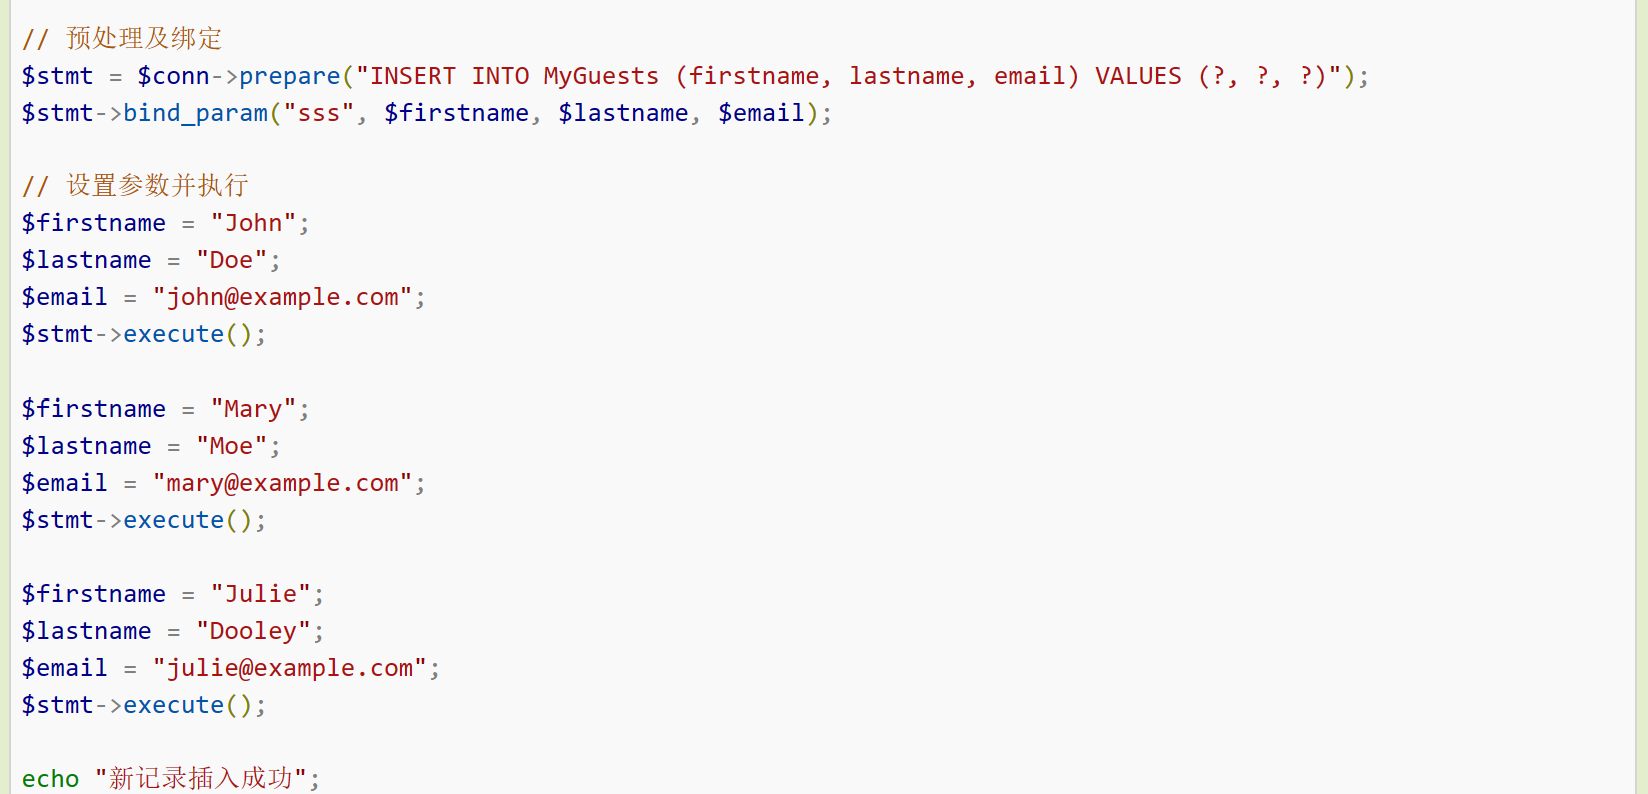 // 预处理及绑定
$stmt = $conn->prepare("INSERT INTO MyGuests (firstname, lastname, email) VALUES (?, ?, ?)");
$stmt->bind_param("sss", $firstname, $lastname, $email);
// 设置参数并执行
$firstname = "John";
$lastname = "Doe";
$email = "john@example.com";
$stmt->execute();
$firstname = "Mary";
$lastname = "Moe";
$email = "mary@example.com";
$stmt->execute();
$firstname = "Julie";
$lastname = "Dooley";
$email = "julie@example.com";
$stmt->execute();
echo "新记录插入成功";